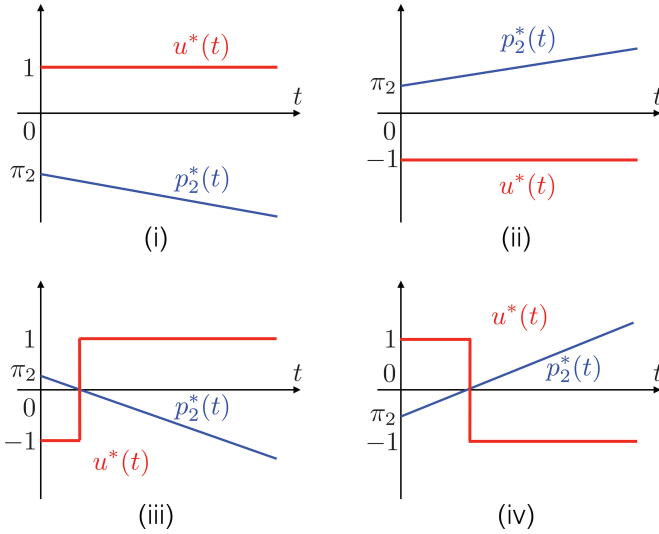 u*(t)
1
t
0
π₂
p₂*(t)
(i)
p₂*(t)
π₂
t
0
−1
u*(t)
(ii)
1
π₂
t
0
p₂*(t)
−1
u*(t)
(iii)
u*(t)
1
t
0
p₂*(t)
π₂
−1
(iv)